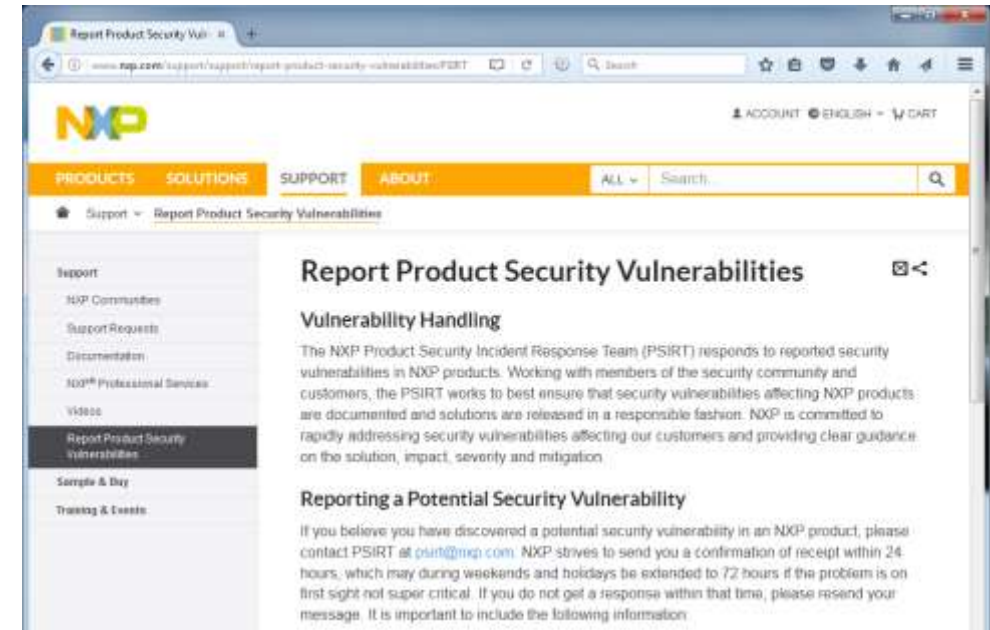 Report Product Security Vuln
www.nxp.com/support/support/report-product-security-vulnerabilities:PSIRT
Search
NXP
ACCOUNT ENGLISH CART
PRODUCTS SOLUTIONS SUPPORT ABOUT ALL Search...
Support Report Product Security Vulnerabilities
Support
NXP Communities
Support Requests
Documentation
NXP Professional Services
Videos
Report Product Security
Vulnerabilities
Sample & Buy
Training & Events
Report Product Security Vulnerabilities
Vulnerability Handling
The NXP Product Security Incident Response Team (PSIRT) responds to reported security
vulnerabilities in NXP products. Working with members of the security community and
customers, the PSIRT works to best ensure that security vulnerabilities affecting NXP products
are documented and solutions are released in a responsible fashion. NXP is committed to
rapidly addressing security vulnerabilities affecting our customers and providing clear guidance
on the solution, impact, severity and mitigation.
Reporting a Potential Security Vulnerability
If you believe you have discovered a potential security vulnerability in an NXP product, please
contact PSIRT at psirt@nxp.com. NXP strives to send you a confirmation of receipt within 24
hours, which may during weekends and holidays be extended to 72 hours if the problem is on
first sight not super critical. If you do not get a response within that time, please resend your
message. It is important to include the following information: